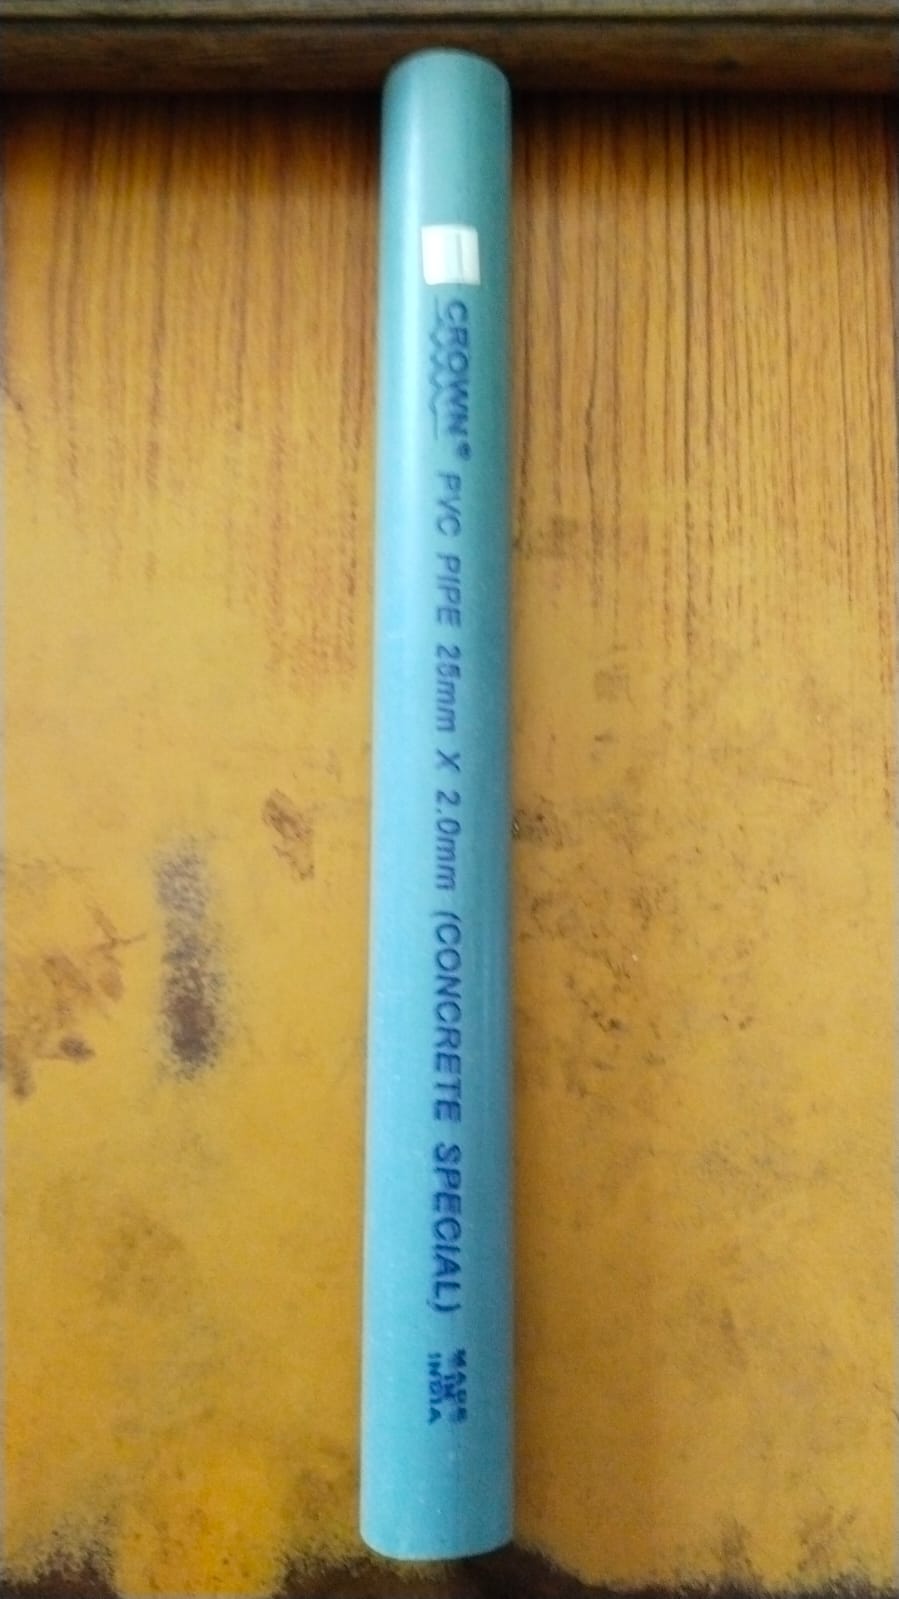 CROWN® PVC PIPE 25mm X 2.0mm (CONCRETE SPECIAL)
MADE
IN
INDIA